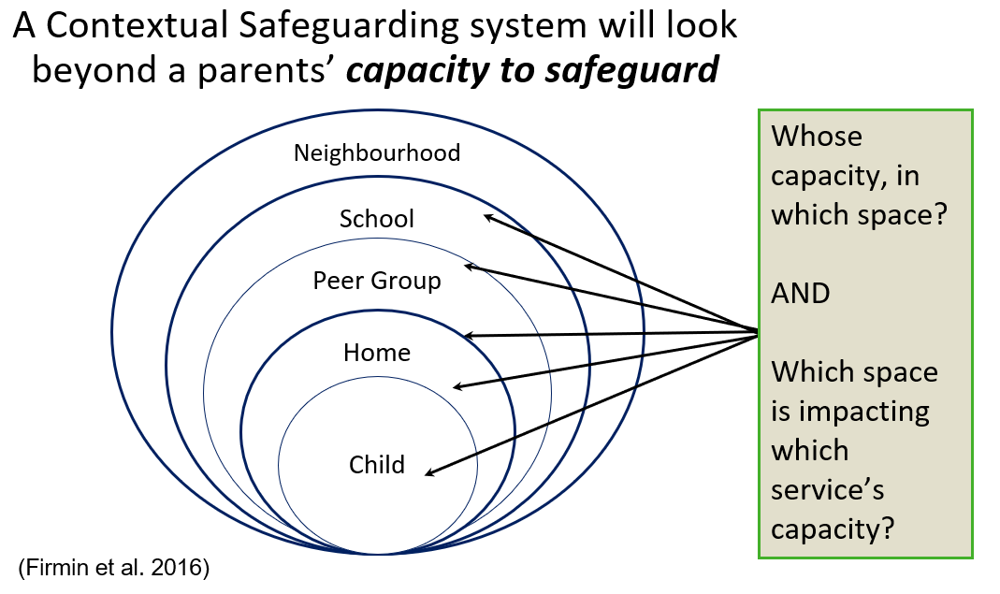 A Contextual Safeguarding system will look
beyond a parents’ capacity to safeguard
Neighbourhood
School
Peer Group
Home
Child
Whose
capacity, in
which space?
AND
Which space
is impacting
which
service’s
capacity?
(Firmin et al. 2016)